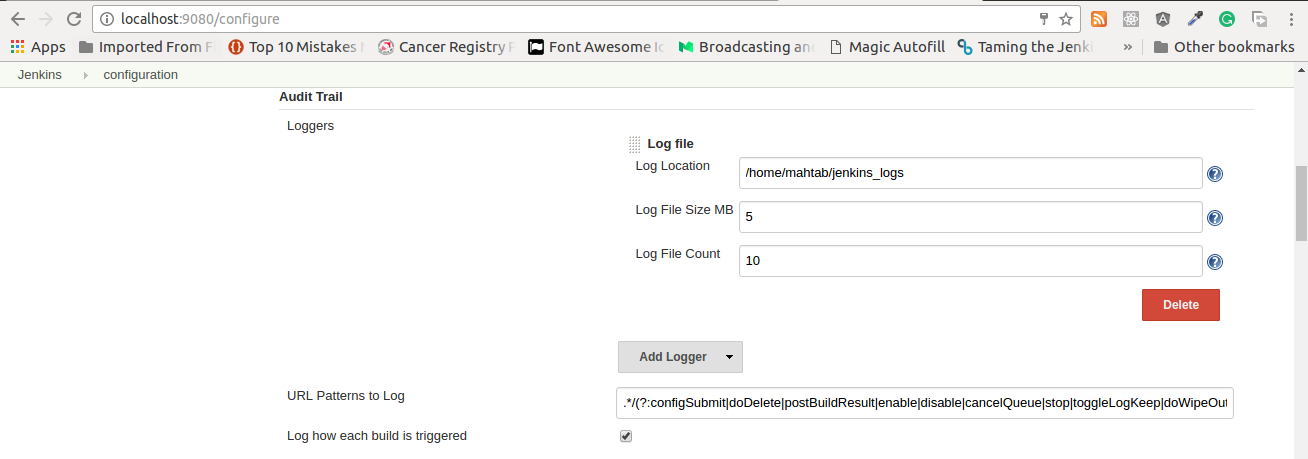 localhost:9080/configure
Apps Imported From F Top 10 Mistakes Cancer Registry Font Awesome Ic Broadcasting an Magic Autofill Taming the Jenki » Other bookmarks
Jenkins configuration
Audit Trail
Loggers
Log file
Log Location /home/mahtab/jenkins_logs
Log File Size MB 5
Log File Count 10
Delete
Add Logger
URL Patterns to Log .*/(?:configSubmit|doDelete|postBuildResult|enable|disable|cancelQueue|stop|toggleLogKeep|doWipeOut
Log how each build is triggered